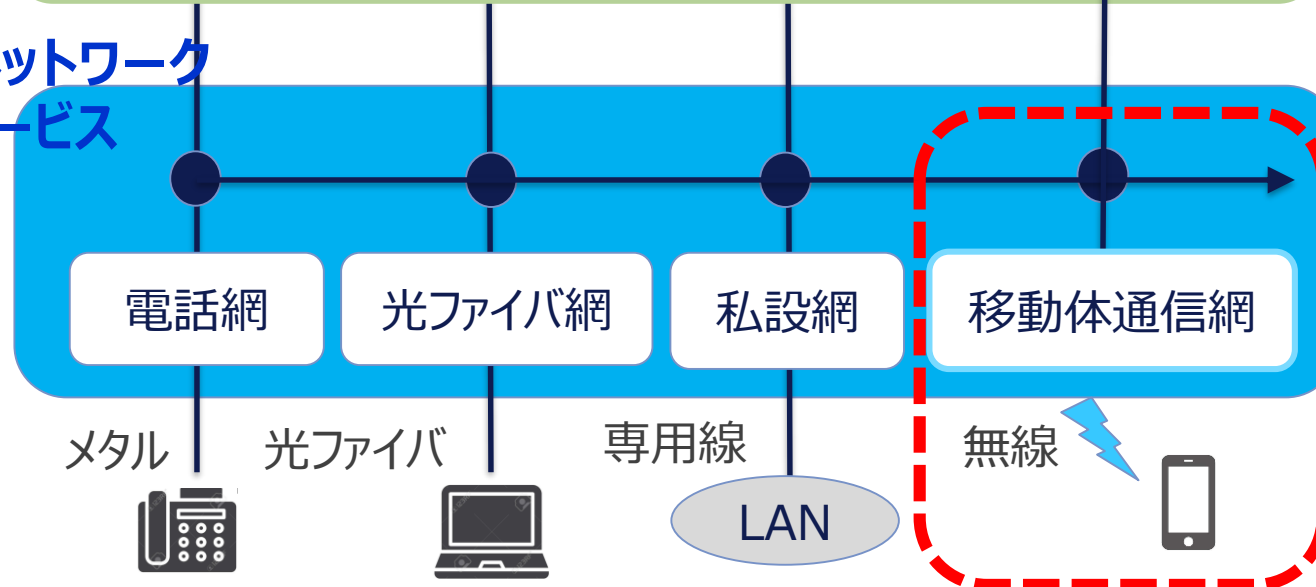 ットワーク
ービス
電話網
光ファイバ網
私設網
移動体通信網
メタル
光ファイバ
専用線
無線
LAN